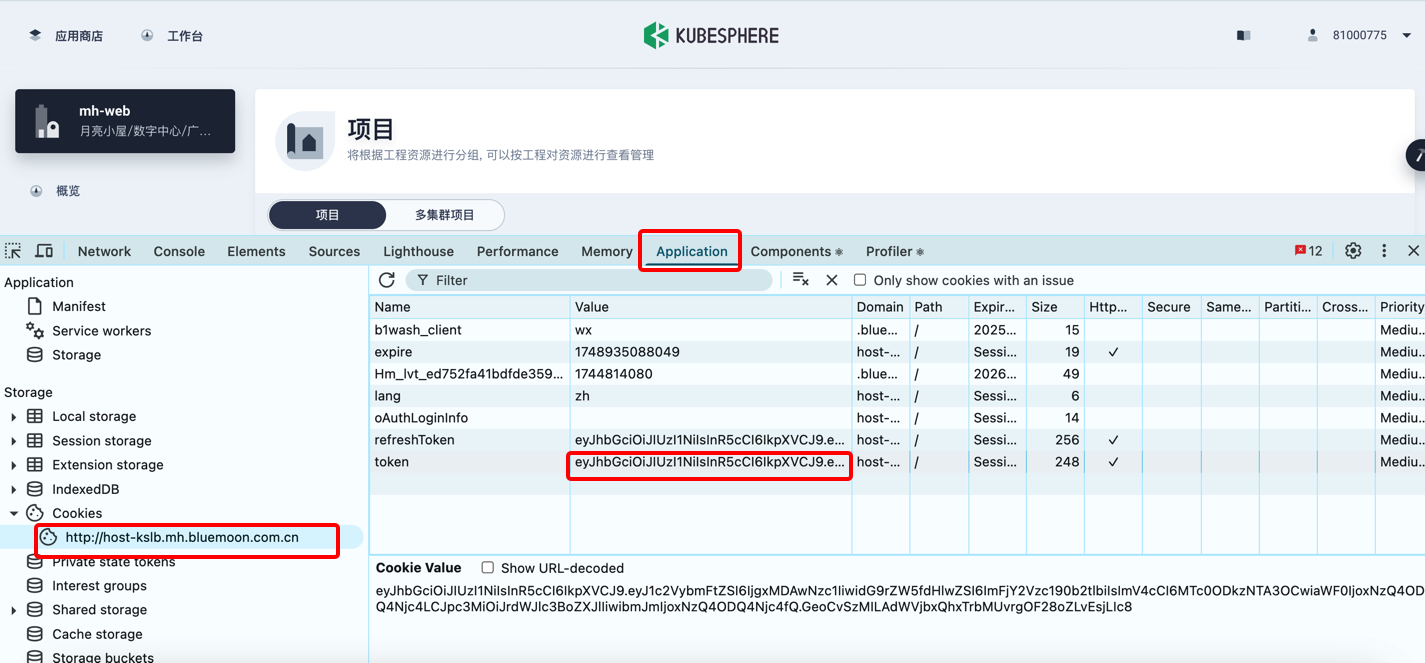 应用商店 工作台 KUBESPHERE 81000775
mh-web
月亮小屋/数字中心/广...
概览
项目
将根据工程资源进行分组, 可以按工程对资源进行查看管理
项目 多集群项目
Network Console Elements Sources Lighthouse Performance Memory Application Components Profiler 12
Application
Manifest
Service workers
Storage
Storage
Local storage
Session storage
Extension storage
IndexedDB
Cookies
http://host-kslb.mh.bluemoon.com.cn
Private state tokens
Interest groups
Shared storage
Cache storage
Storage buckets
Filter Only show cookies with an issue
Name Value Domain Path Expir... Size Http... Secure Same... Partiti... Cross... Priority
b1wash_client wx .blue... / 2025... 15 Mediu...
expire 1748935088049 host-... / Sessi... 19 ✓ Mediu...
Hm_lvt_ed752fa41bdfde359... 1744814080 .blue... / 2026... 49 Mediu...
lang zh host-... / Sessi... 6 Mediu...
oAuthLoginInfo host-... / Sessi... 14 Mediu...
refreshToken eyJhbGciOiJIUzI1NiIsInR5cCI6IkpXVCJ9.e... host-... / Sessi... 256 ✓ Mediu...
token eyJhbGciOiJIUzI1NiIsInR5cCI6IkpXVCJ9.e... host-... / Sessi... 248 ✓ Mediu...
Cookie Value Show URL-decoded